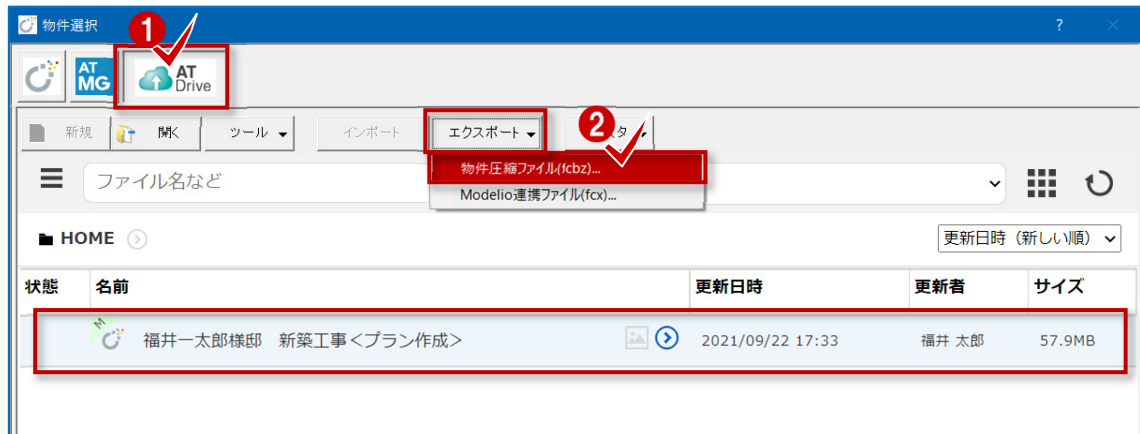 物件選択
1
?
AT
MG
AT
Drive
新規 開く ツール インポート エクスポート 2 スタ
物件圧縮ファイル(fcbz)...
Modelio連携ファイル(fcx)...
ファイル名など
HOME
更新日時（新しい順）
状態 名前 更新日時 更新者 サイズ
M
福井一太郎様邸 新築工事＜プラン作成＞ 2021/09/22 17:33 福井 太郎 57.9MB